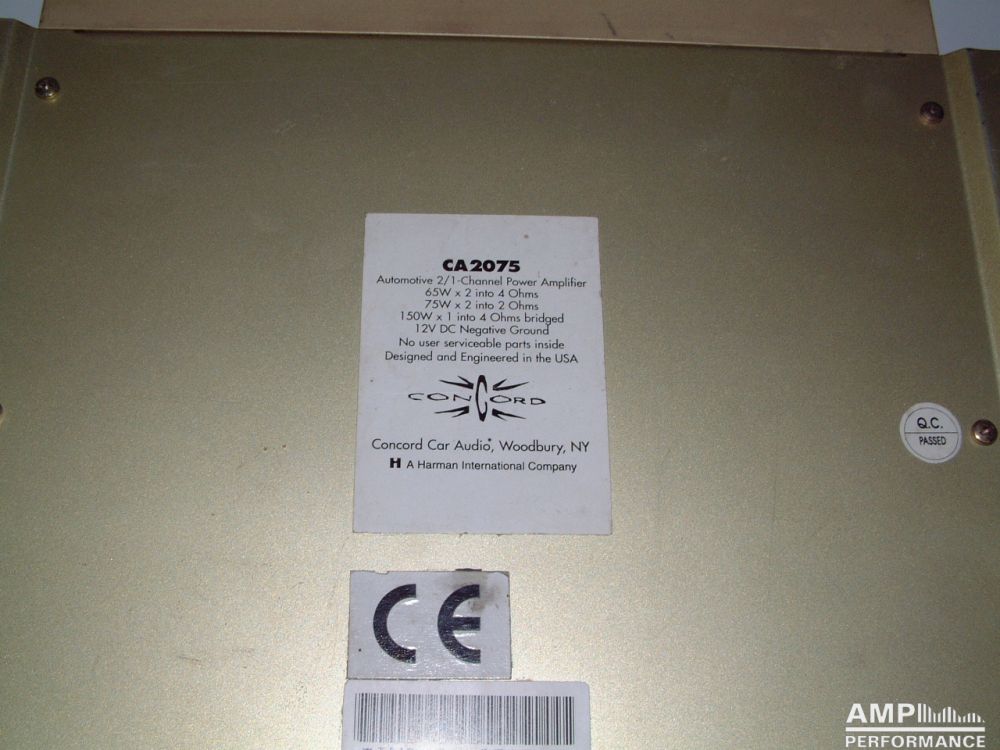 CA2075
Automotive 2/1-Channel Power Amplifier
65W x 2 into 4 Ohms
75W x 2 into 2 Ohms
150W x 1 into 4 Ohms bridged
12V DC Negative Ground
No user serviceable parts inside
Designed and Engineered in the USA
CONCORD
Concord Car Audio, Woodbury, NY
H A Harman International Company
Q.C.
PASSED
CE
AMP
PERFORMANCE